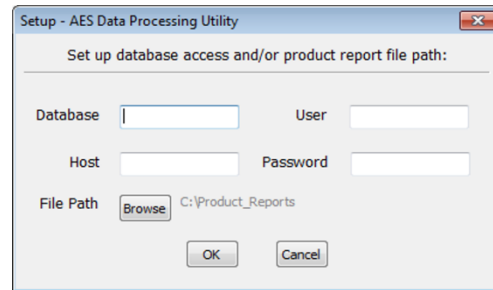 Setup - AES Data Processing Utility
Set up database access and/or product report file path:
Database User
Host Password
File Path Browse C:\Product_Reports
OK Cancel